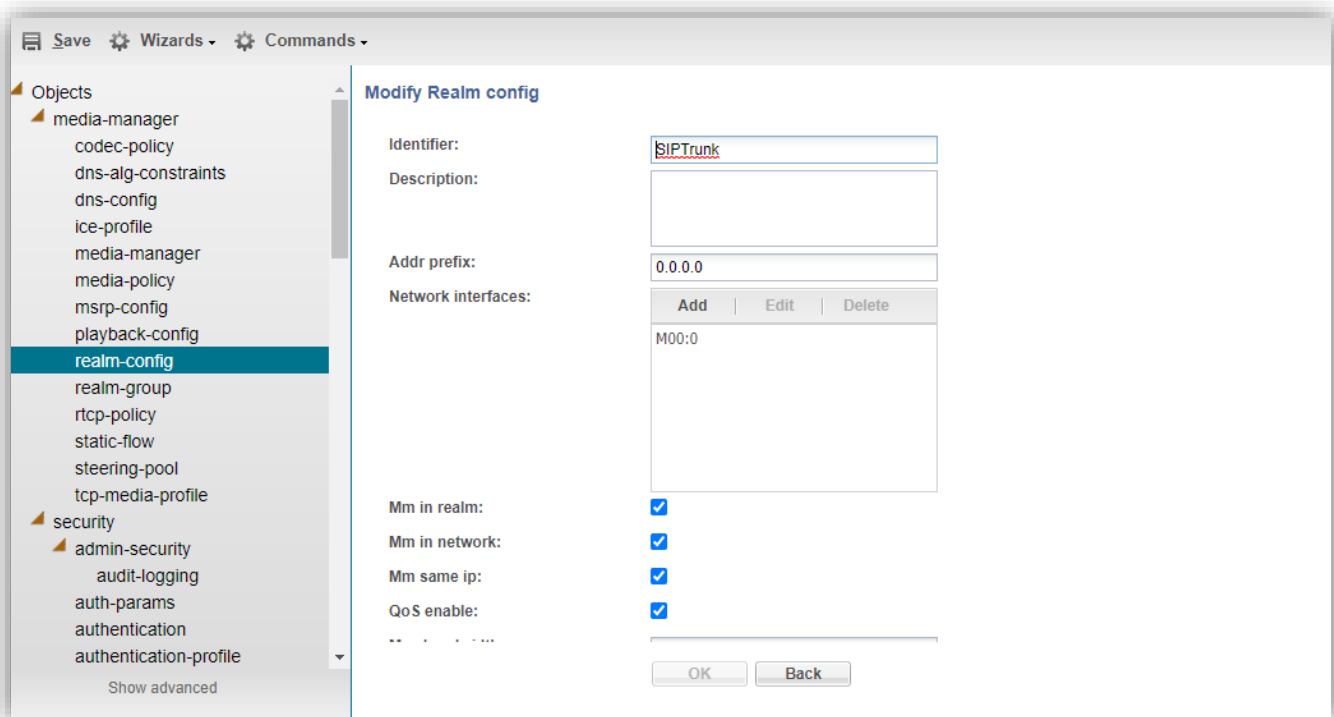 Save Wizards Commands
Objects
media-manager
codec-policy
dns-alg-constraints
dns-config
ice-profile
media-manager
media-policy
msrp-config
playback-config
realm-config
realm-group
rtcp-policy
static-flow
steering-pool
tcp-media-profile
security
admin-security
audit-logging
auth-params
authentication
authentication-profile
Show advanced
Modify Realm config
Identifier: SIPTrunk
Description:
Addr prefix: 0.0.0.0
Network interfaces: Add | Edit | Delete
M00:0
Mm in realm:
Mm in network:
Mm same ip:
QoS enable:
OK Back